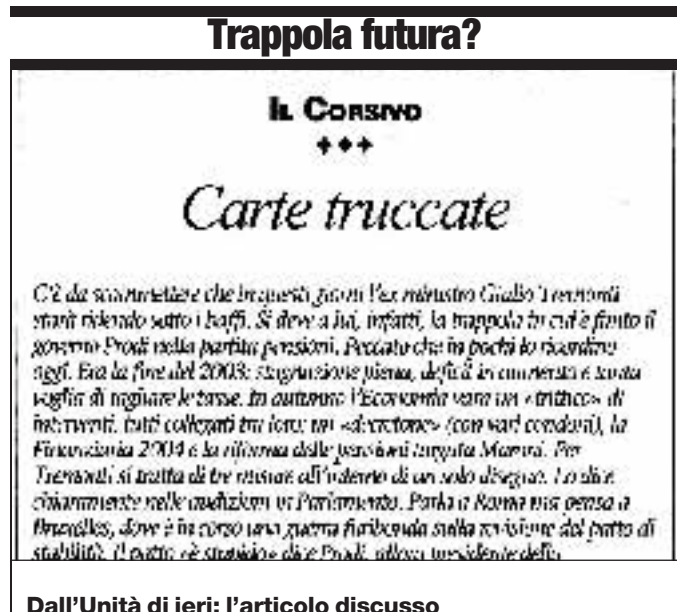 Trappola futura?
IL CORSIVO
Carte truccate
C'è da scommettere che in questi giorni l'ex ministro Giulio Tremonti
starà ridendo sotto i baffi. Si deve a lui, infatti, la trappola in cui è finito il
governo Prodi nella partita pensioni. Peccato che in pochi lo ricordino
oggi. Era la fine del 2003: stagnazione piena, deficit in aumento e tanta
voglia di tagliare le tasse. In autunno l'Economia vara un «trittico» di
interventi, tutti collegati tra loro: un «decretone» (con vari condoni), la
Finanziaria 2004 e la riforma delle pensioni targata Maroni. Per
Tremonti si tratta di tre misure all'interno di un solo disegno. Lo dice
chiaramente nelle audizioni in Parlamento. Parla a Roma ma pensa a
Bruxelles, dove è in corso una guerra furibonda sulla revisione del patto di
stabilità. Il patto «è stupido» dice Prodi, allora presidente della
Dall'Unità di ieri: l'articolo discusso